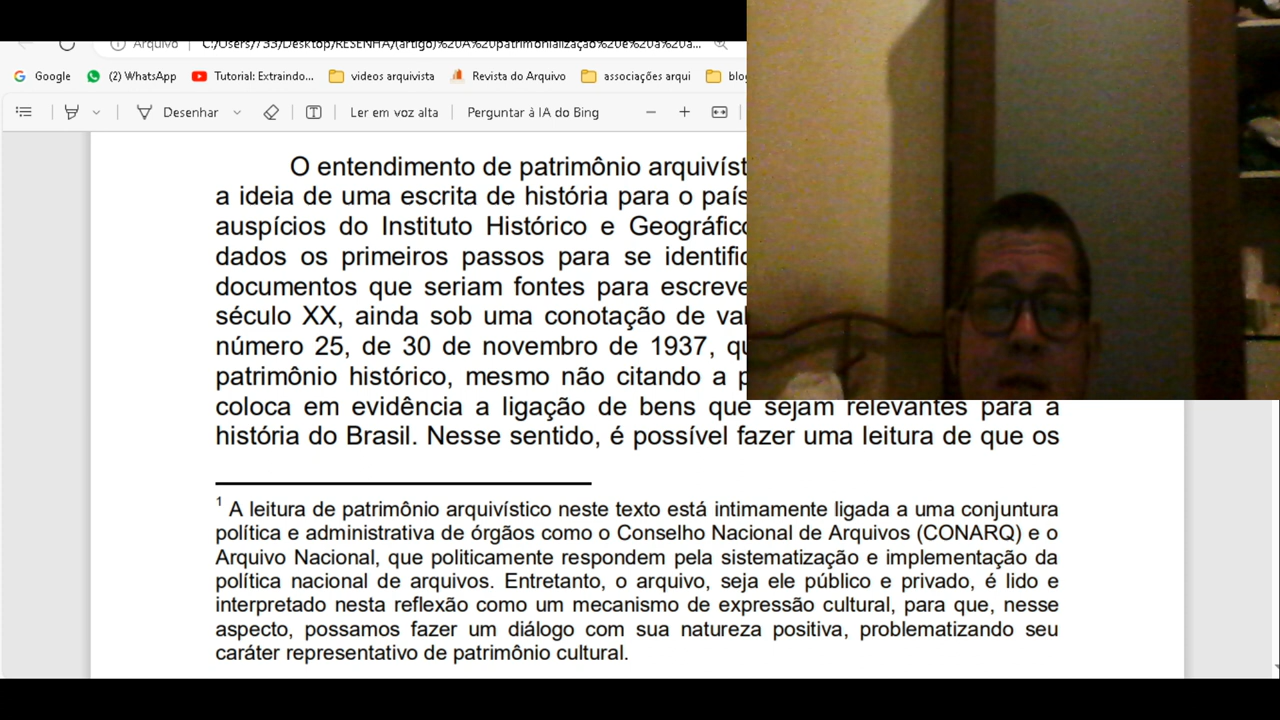 Arquivo C:/Users/733/Desktop/RESENHA/(artigo)%20A%20patrimonialização%20e%20a%20a...
Google (2) WhatsApp Tutorial: Extraindo... videos arquivista Revista do Arquivo associações arqui blog
Desenhar Ler em voz alta Perguntar à IA do Bing
O entendimento de patrimônio arquivíst
a ideia de uma escrita de história para o país
auspícios do Instituto Histórico e Geográfico
dados os primeiros passos para se identific
documentos que seriam fontes para escreve
século XX, ainda sob uma conotação de val
número 25, de 30 de novembro de 1937, qu
patrimônio histórico, mesmo não citando a p
coloca em evidência a ligação de bens que sejam relevantes para a
história do Brasil. Nesse sentido, é possível fazer uma leitura de que os
1 A leitura de patrimônio arquivístico neste texto está intimamente ligada a uma conjuntura
política e administrativa de órgãos como o Conselho Nacional de Arquivos (CONARQ) e o
Arquivo Nacional, que politicamente respondem pela sistematização e implementação da
política nacional de arquivos. Entretanto, o arquivo, seja ele público e privado, é lido e
interpretado nesta reflexão como um mecanismo de expressão cultural, para que, nesse
aspecto, possamos fazer um diálogo com sua natureza positiva, problematizando seu
caráter representativo de patrimônio cultural.